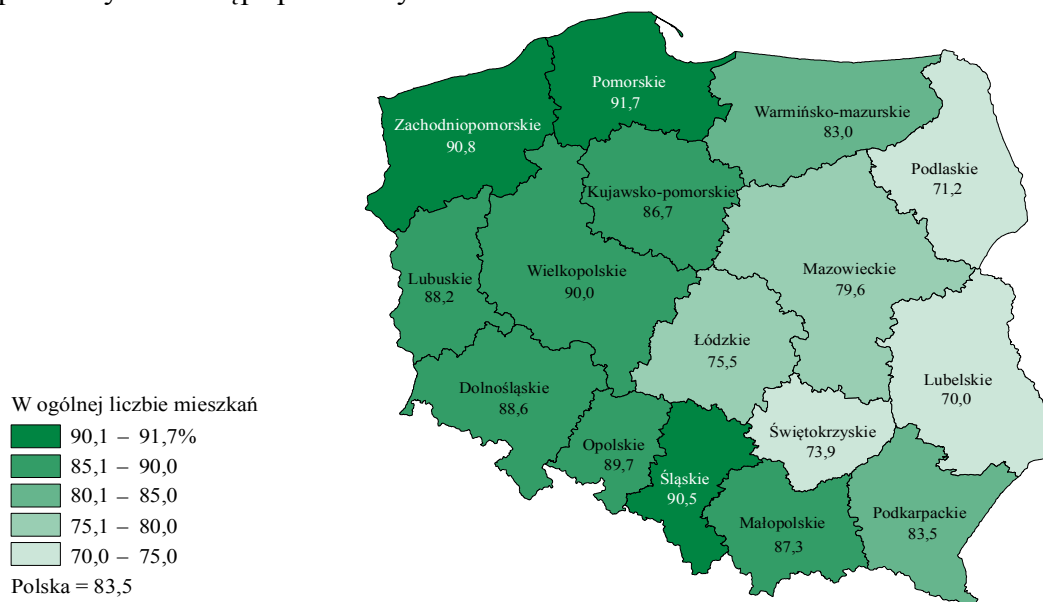 Pomorskie
91,7
Warmińsko-mazurskie
83,0
Zachodniopomorskie
90,8
Podlaskie
71,2
Kujawsko-pomorskie
86,7
Mazowieckie
79,6
Wielkopolskie
90,0
Lubuskie
88,2
Łódzkie
75,5
Lubelskie
70,0
Dolnośląskie
88,6
Świętokrzyskie
73,9
Opolskie
89,7
Śląskie
90,5
Podkarpackie
83,5
Małopolskie
87,3
W ogólnej liczbie mieszkań
90,1 – 91,7%
85,1 – 90,0
80,1 – 85,0
75,1 – 80,0
70,0 – 75,0
Polska = 83,5